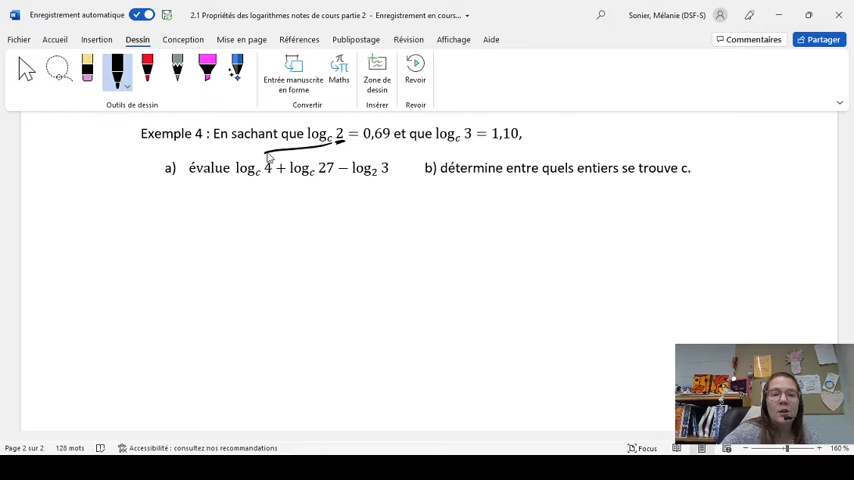 Enregistrement automatique
2.1 Propriétés des logarithmes notes de cours partie 2 - Enregistrement en cours...
Sonier, Mélanie (DSF-S)
Fichier Accueil Insertion Dessin Conception Mise en page Références Publipostage Révision Affichage Aide
Commentaires Partager
Entrée manuscrite en forme
Maths
Zone de dessin
Revoir
Outils de dessin Convertir Insérer Revoir
Exemple 4 : En sachant que log_c 2 = 0,69 et que log_c 3 = 1,10,
a) évalue log_c 4 + log_c 27 − log_2 3 b) détermine entre quels entiers se trouve c.
Page 2 sur 2 128 mots Accessibilité : consultez nos recommandations Focus 160 %